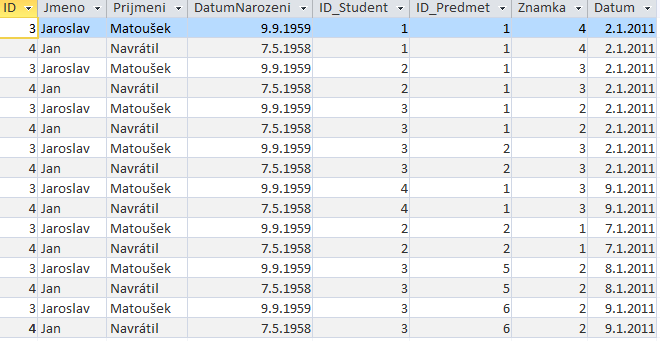 ID Jmeno Prijmeni DatumNarozeni ID_Student ID_Predmet Znamka Datum
3 Jaroslav Matoušek 9.9.1959 1 1 4 2.1.2011
4 Jan Navrátil 7.5.1958 1 1 4 2.1.2011
3 Jaroslav Matoušek 9.9.1959 2 1 3 2.1.2011
4 Jan Navrátil 7.5.1958 2 1 3 2.1.2011
3 Jaroslav Matoušek 9.9.1959 3 1 2 2.1.2011
4 Jan Navrátil 7.5.1958 3 1 2 2.1.2011
3 Jaroslav Matoušek 9.9.1959 3 2 3 2.1.2011
4 Jan Navrátil 7.5.1958 3 2 3 2.1.2011
3 Jaroslav Matoušek 9.9.1959 4 1 3 9.1.2011
4 Jan Navrátil 7.5.1958 4 1 3 9.1.2011
3 Jaroslav Matoušek 9.9.1959 2 2 1 7.1.2011
4 Jan Navrátil 7.5.1958 2 2 1 7.1.2011
3 Jaroslav Matoušek 9.9.1959 3 5 2 8.1.2011
4 Jan Navrátil 7.5.1958 3 5 2 8.1.2011
3 Jaroslav Matoušek 9.9.1959 3 6 2 9.1.2011
4 Jan Navrátil 7.5.1958 3 6 2 9.1.2011